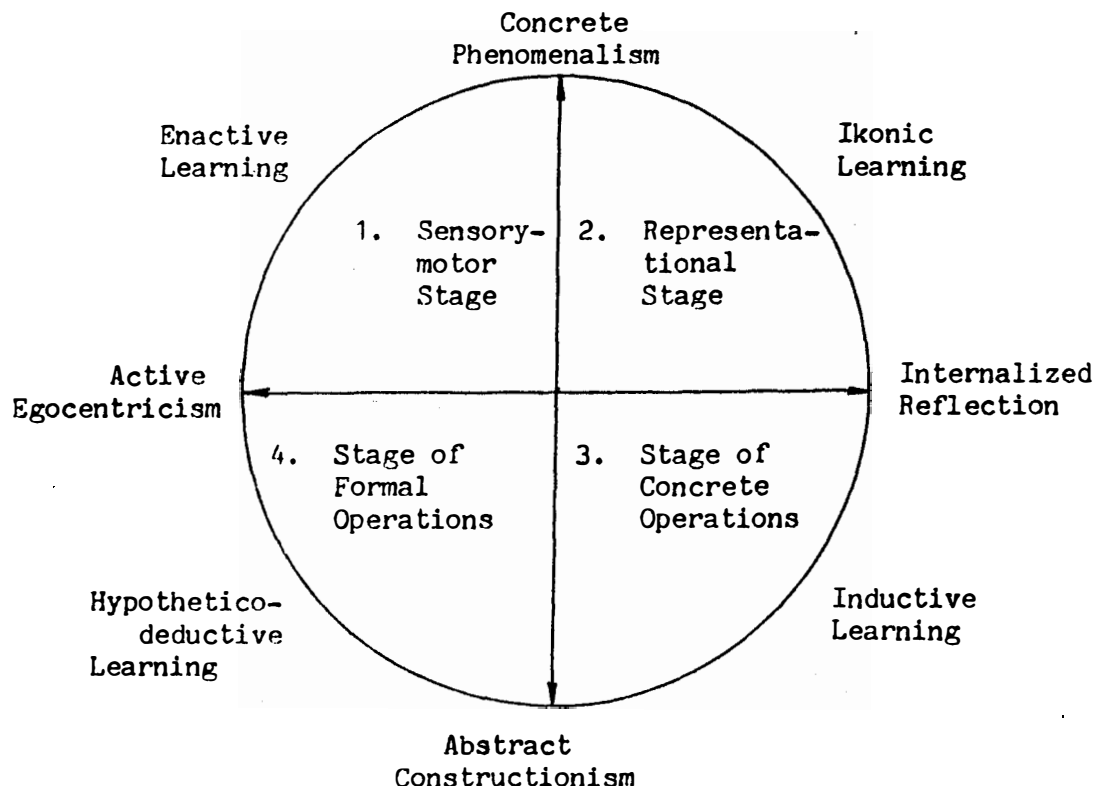 Concrete
Phenomenalism
Enactive
Learning
Ikonic
Learning
1. Sensory-
motor
Stage
2. Representa-
tional
Stage
Active
Egocentricism
Internalized
Reflection
4. Stage of
Formal
Operations
3. Stage of
Concrete
Operations
Hypothetico-
deductive
Learning
Inductive
Learning
Abstract
Constructionism